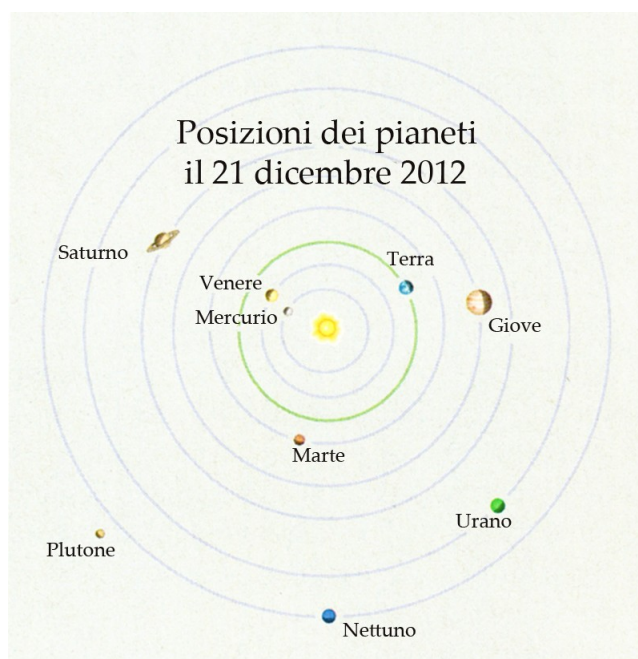 Posizioni dei pianeti
il 21 dicembre 2012
Saturno
Terra
Venere
Mercurio
Giove
Marte
Urano
Plutone
Nettuno